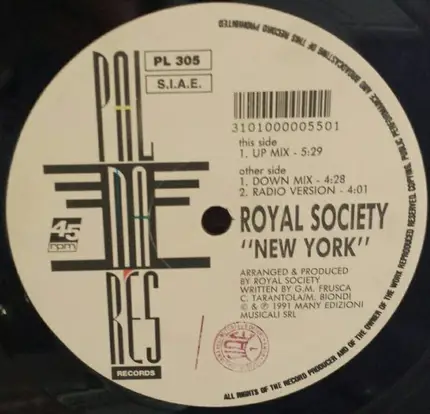 PL 305
S.I.A.E.
PAL
RA
RES
RECORDS
45
rpm
3101000005501
this side
1. UP MIX - 5:29
other side
1. DOWN MIX - 4:28
2. RADIO VERSION - 4:01
ROYAL SOCIETY
"NEW YORK"
ARRANGED & PRODUCED
BY ROYAL SOCIETY
WRITTEN BY G.M. FRUSCA
C. TARANTOLA/M. BIONDI
© & ℗ 1991 MANY EDIZIONI
MUSICALI SRL
ALL RIGHTS OF THE RECORD PRODUCER AND OF THE OWNER OF THE WORK REPRODUCED RESERVED. COPYING, PUBLIC PERFORMANCE AND BROADCASTING OF THIS RECORD PROHIBITED